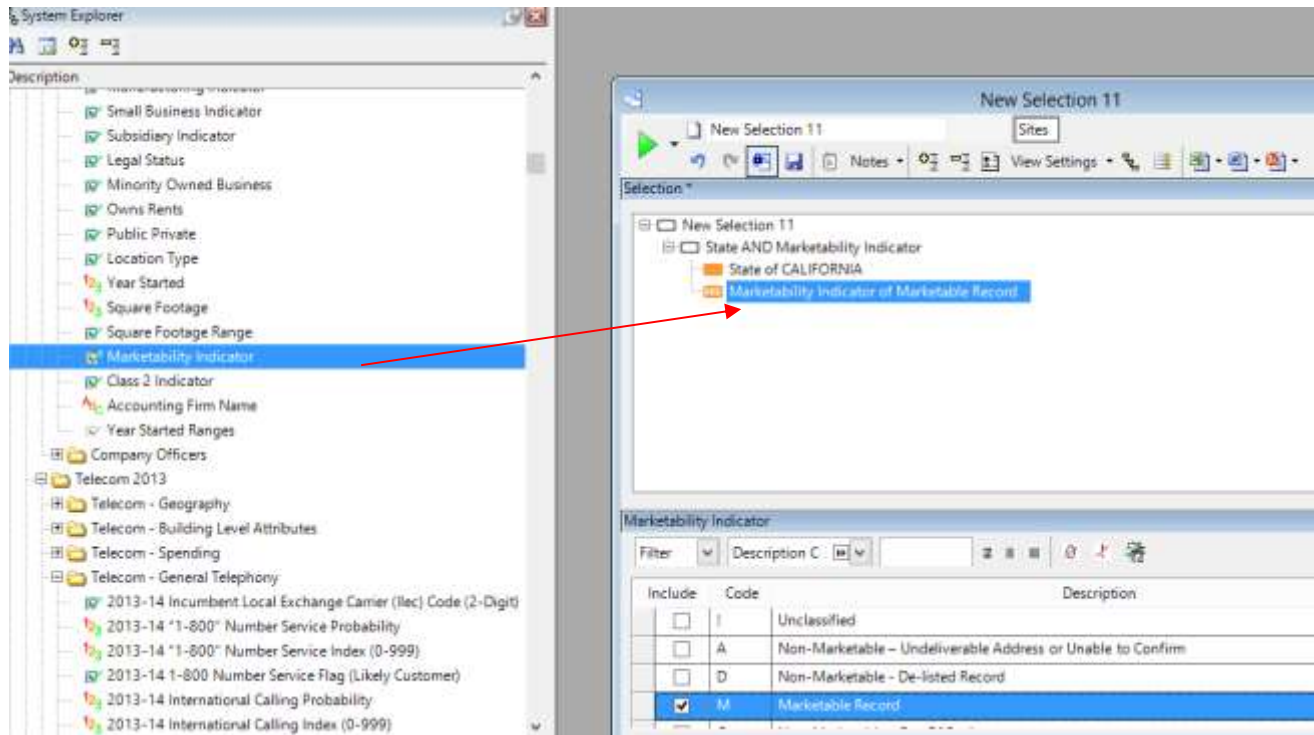 System Explorer
Description
Small Business Indicator
Subsidiary Indicator
Legal Status
Minority Owned Business
Owns Rents
Public Private
Location Type
Year Started
Square Footage
Square Footage Range
Marketability Indicator
Class 2 Indicator
Accounting Firm Name
Year Started Ranges
Company Officers
Telecom 2013
Telecom - Geography
Telecom - Building Level Attributes
Telecom - Spending
Telecom - General Telephony
2013-14 Incumbent Local Exchange Carrier (Ilec) Code (2-Digit)
2013-14 "1-800" Number Service Probability
2013-14 "1-800" Number Service Index (0-999)
2013-14 1-800 Number Service Flag (Likely Customer)
2013-14 International Calling Probability
2013-14 International Calling Index (0-999)
New Selection 11
New Selection 11 Sites
Notes View Settings
Selection *
New Selection 11
State AND Marketability Indicator
State of CALIFORNIA
Marketability Indicator of Marketable Record
Marketability Indicator
Filter Description C
Include Code Description
Unclassified
A Non-Marketable – Undeliverable Address or Unable to Confirm
D Non-Marketable - De-listed Record
M Marketable Record